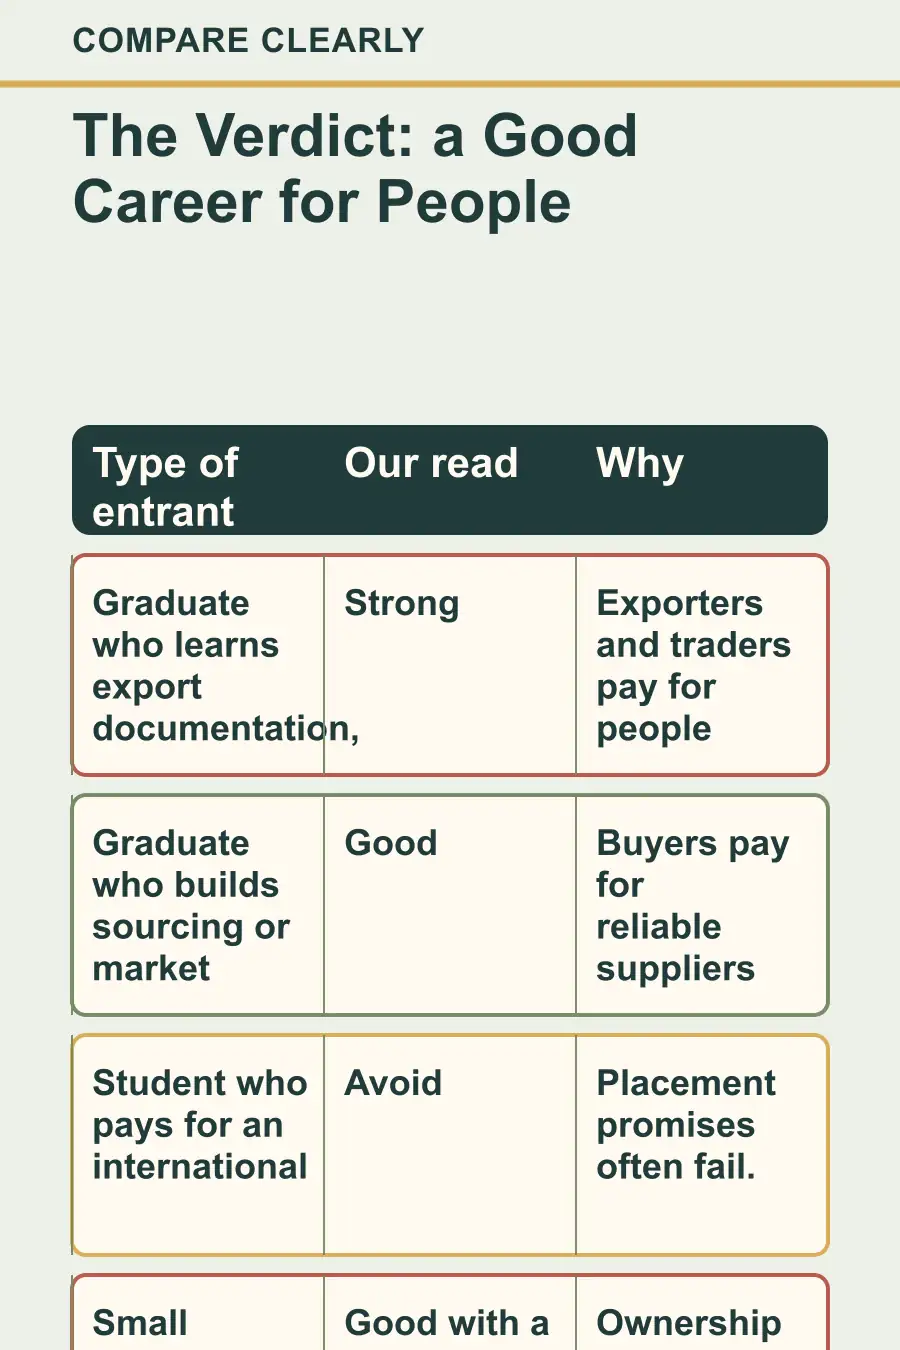 COMPARE CLEARLY
The Verdict: a Good
Career for People
Type of entrant
Our read
Why
Graduate
who learns
export
documentation,
Strong
Exporters
and traders
pay for
people
Graduate
who builds
sourcing or
market
Good
Buyers pay
for
reliable
suppliers
Student who
pays for an
international
Avoid
Placement
promises
often fail.
Small
Good with a
Ownership